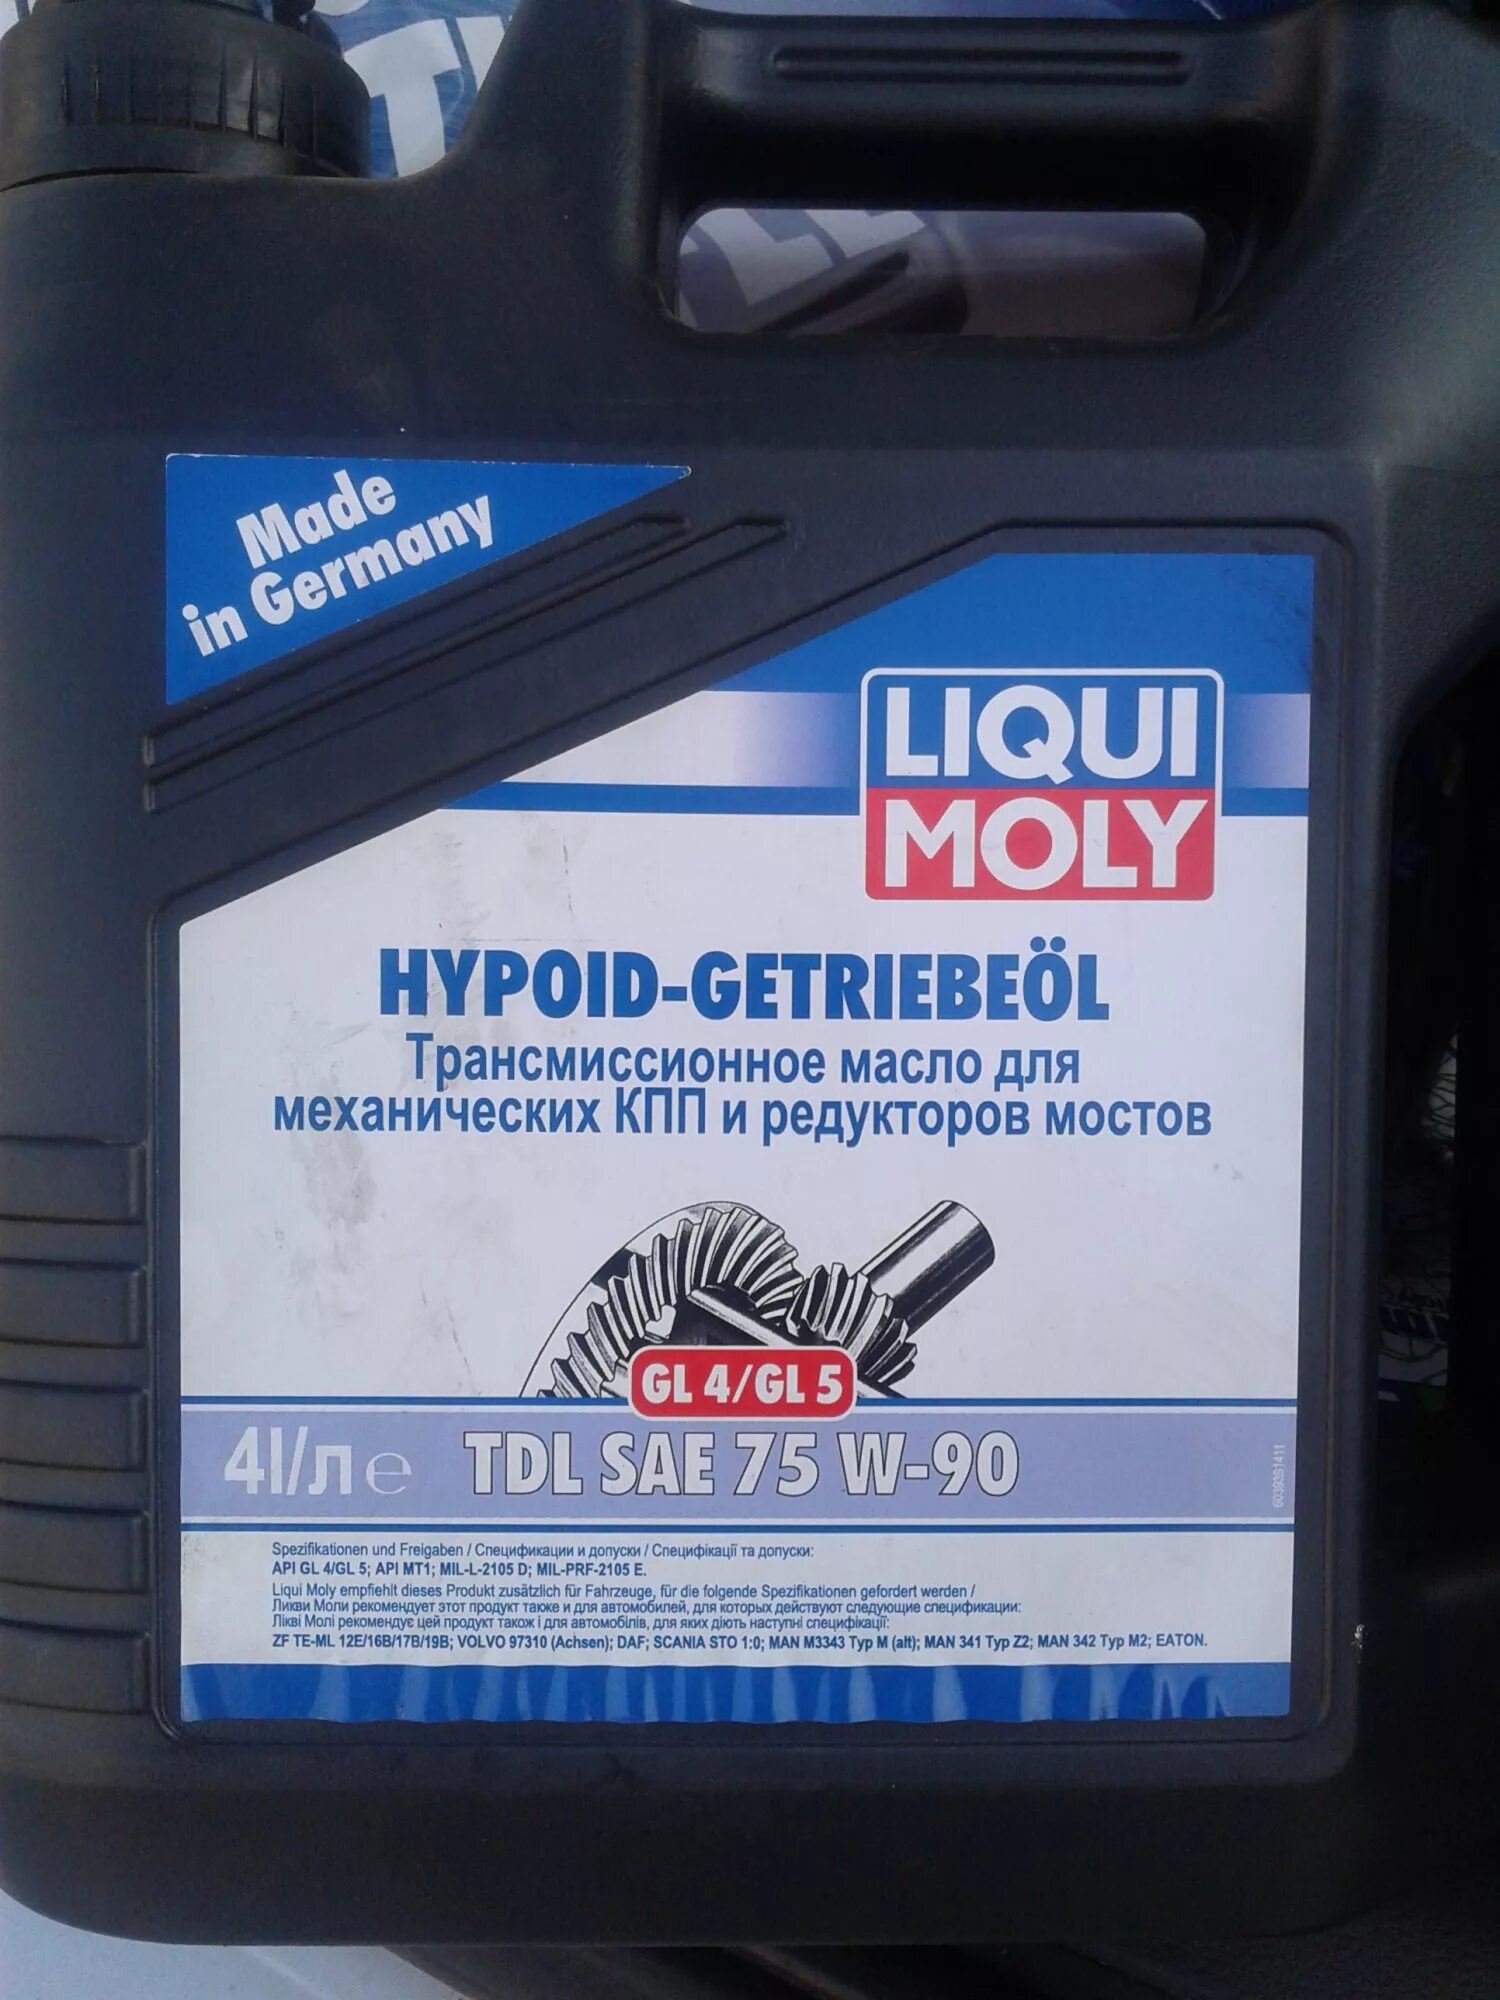 Made
in Germany
LIQUI
MOLY
HYPOID-GETRIEBEÖL
Трансмиссионное масло для
механических КПП и редукторов мостов
GL 4/GL 5
4l/л e TDL SAE 75 W-90
6039391411
Spezifikationen und Freigaben / Спецификации и допуски / Специфікації та допуски:
API GL 4/GL 5; API MT1; MIL-L-2105 D; MIL-PRF-2105 E.
Liqui Moly empfiehlt dieses Produkt zusätzlich für Fahrzeuge, für die folgende Spezifikationen gefordert werden /
Ликви Моли рекомендует этот продукт также и для автомобилей, для которых действуют следующие спецификации:
Лікві Молі рекомендує цей продукт також і для автомобілів, для яких діють наступні специфікації:
ZF TE-ML 12E/16B/17B/19B; VOLVO 97310 (Achsen); DAF; SCANIA STO 1:0; MAN M3343 Typ M (alt); MAN 341 Typ Z2; MAN 342 Typ M2; EATON.